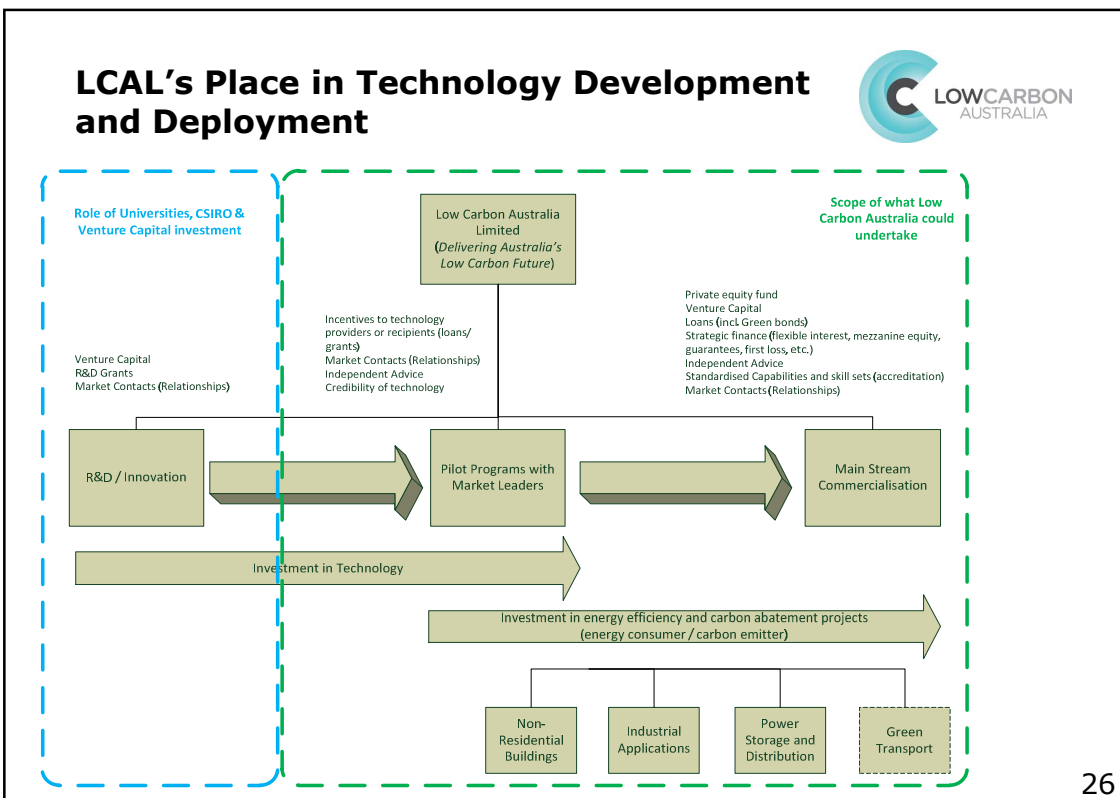 LCAL's Place in Technology Development
and Deployment
LOWCARBON
AUSTRALIA
Role of Universities, CSIRO &
Venture Capital investment
Low Carbon Australia
Limited
(Delivering Australia's
Low Carbon Future)
Scope of what Low
Carbon Australia could
undertake
Venture Capital
R&D Grants
Market Contacts (Relationships)
Incentives to technology
providers or recipients (loans/
grants)
Market Contacts (Relationships)
Independent Advice
Credibility of technology
Private equity fund
Venture Capital
Loans (incl. Green bonds)
Strategic finance (flexible interest, mezzanine equity,
guarantees, first loss, etc.)
Independent Advice
Standardised Capabilities and skill sets (accreditation)
Market Contacts (Relationships)
R&D / Innovation
Pilot Programs with
Market Leaders
Main Stream
Commercialisation
Investment in Technology
Investment in energy efficiency and carbon abatement projects
(energy consumer / carbon emitter)
Non-
Residential
Buildings
Industrial
Applications
Power
Storage and
Distribution
Green
Transport
26